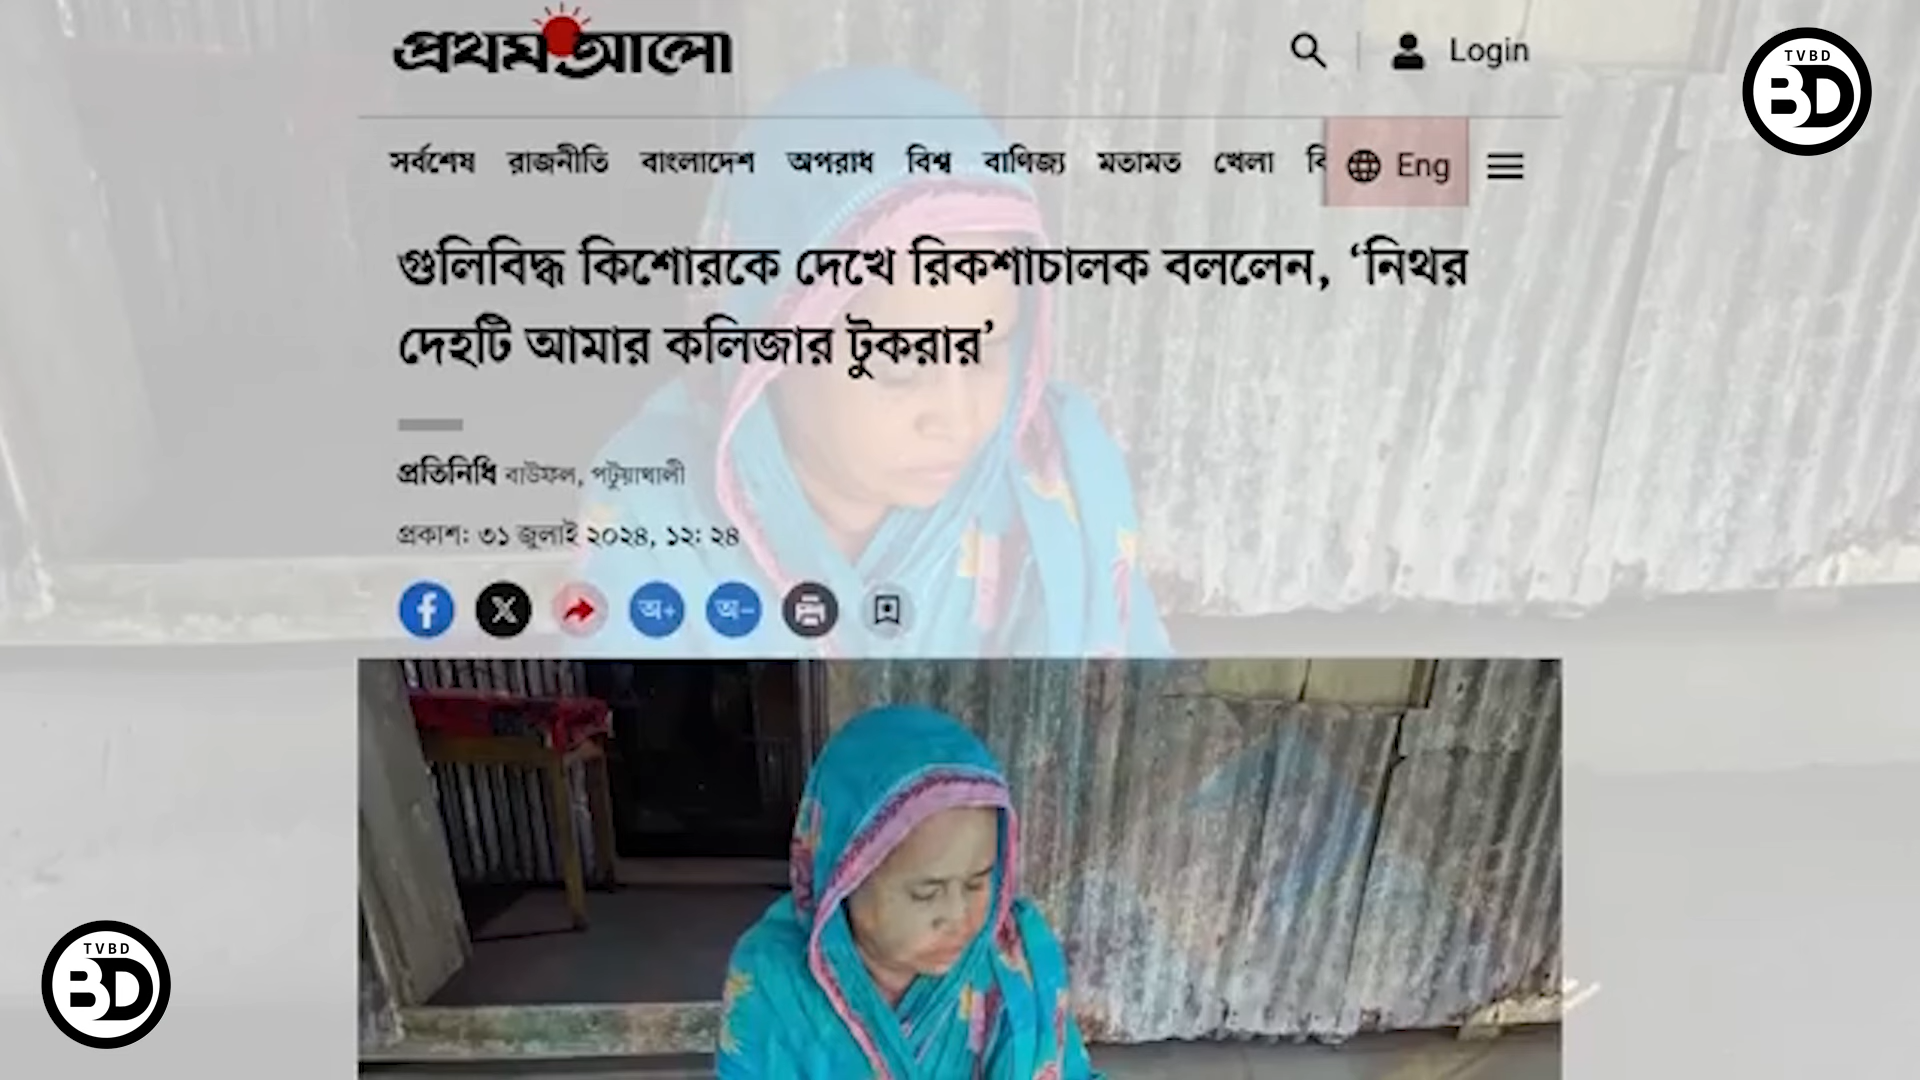 প্রথম আলো
Login
TVBD
BD
সর্বশেষ রাজনীতি বাংলাদেশ অপরাধ বিশ্ব বাণিজ্য মতামত খেলা বি Eng
গুলিবিদ্ধ কিশোরকে দেখে রিকশাচালক বললেন, ‘নিথর
দেহটি আমার কলিজার টুকরার’
প্রতিনিধি বাউফল, পটুয়াখালী
প্রকাশ: ৩১ জুলাই ২০২৪, ১২: ২৪
অ+ অ-
TVBD
BD